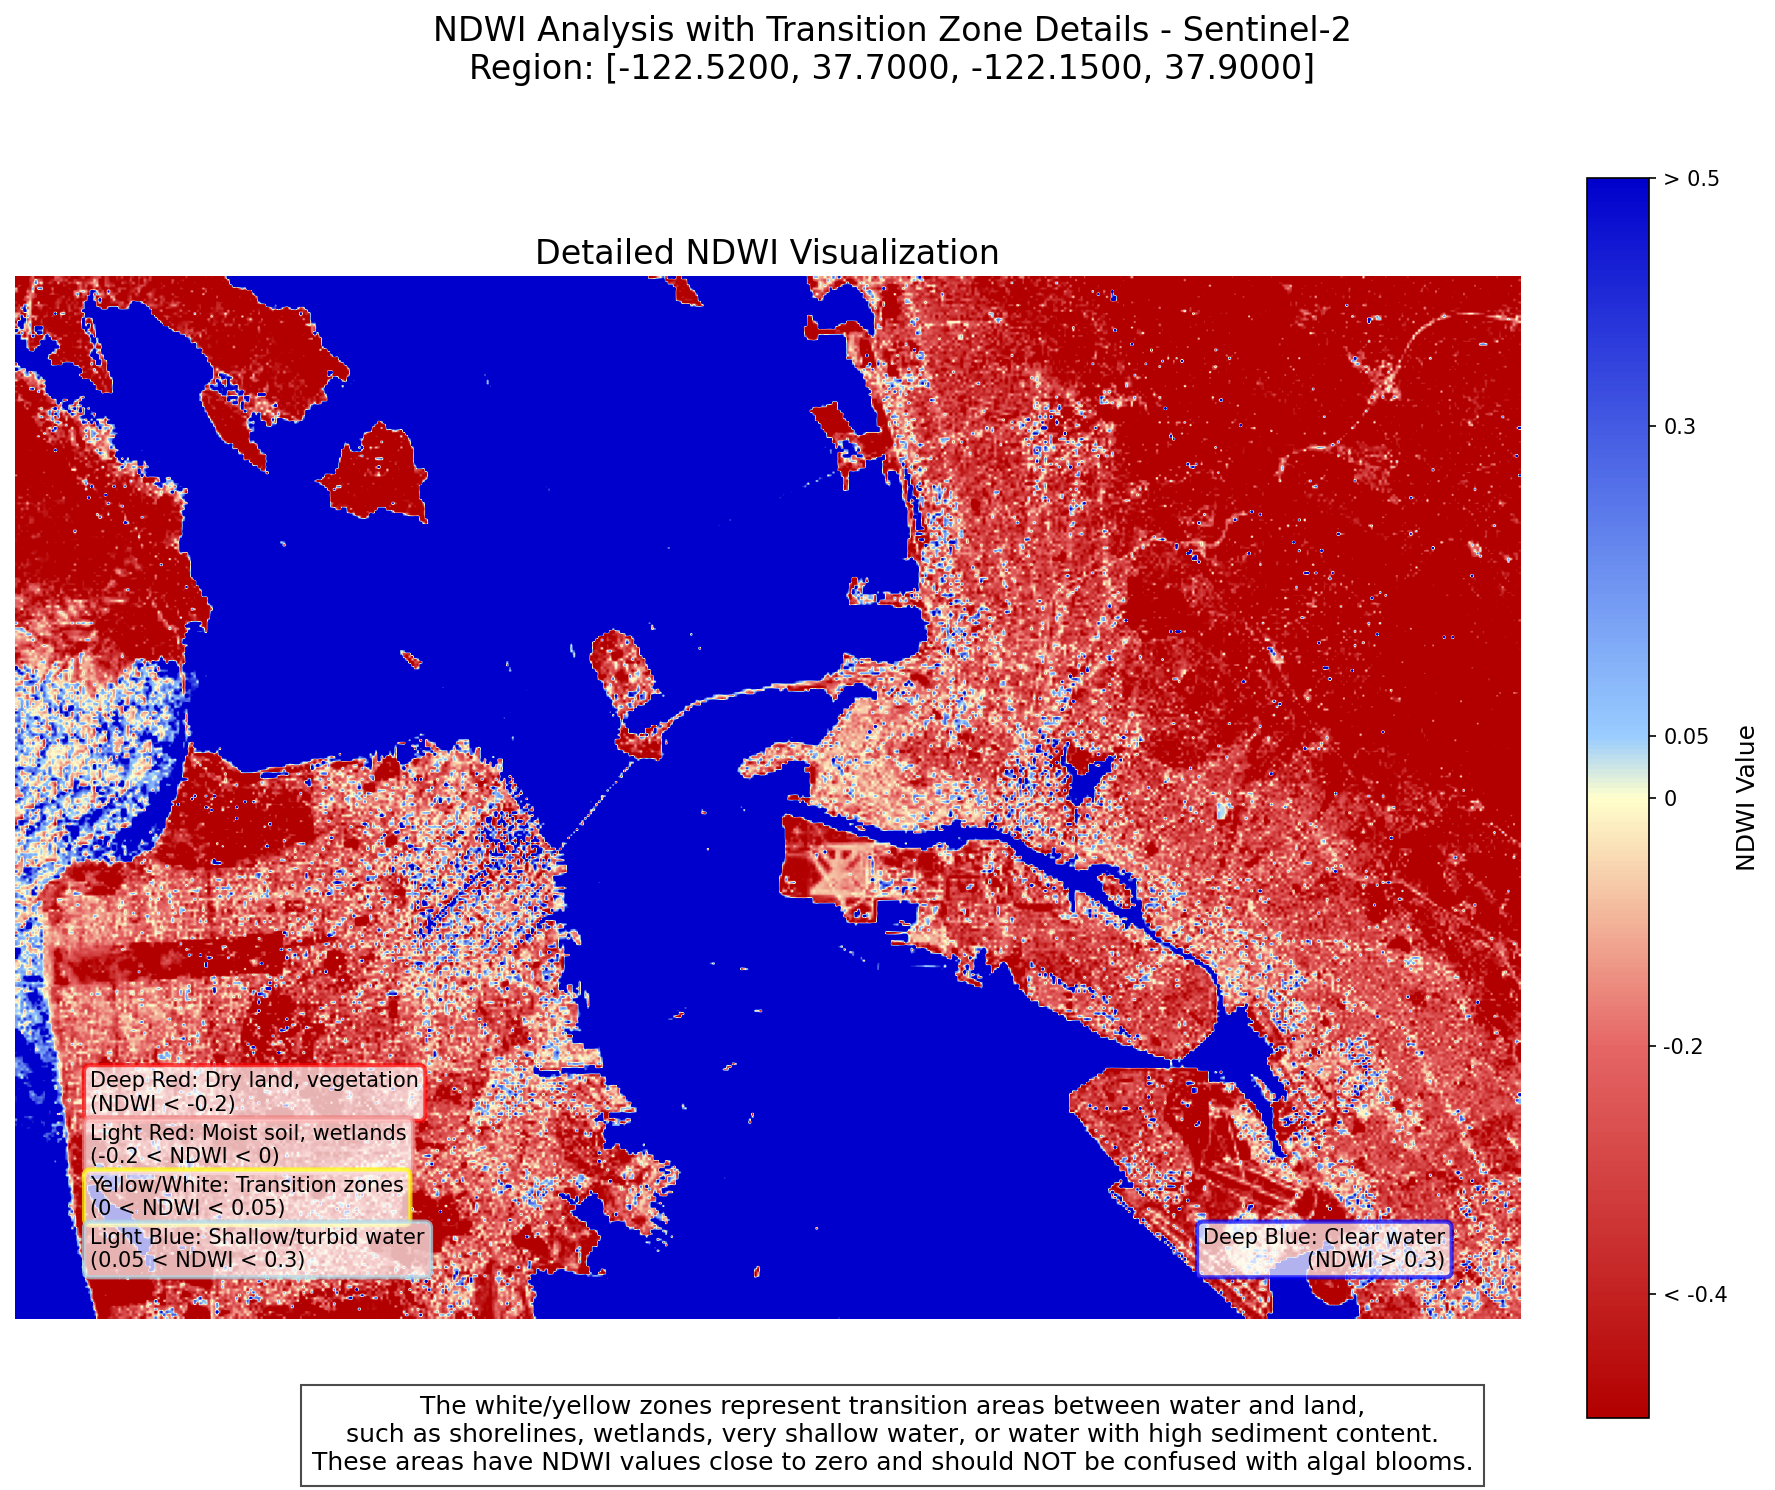 NDWI Analysis with Transition Zone Details - Sentinel-2
Region: [-122.5200, 37.7000, -122.1500, 37.9000]
Detailed NDWI Visualization
> 0.5
0.3
0.05
0
-0.2
< -0.4
NDWI Value
Deep Red: Dry land, vegetation
(NDWI < -0.2)
Light Red: Moist soil, wetlands
(-0.2 < NDWI < 0)
Yellow/White: Transition zones
(0 < NDWI < 0.05)
Light Blue: Shallow/turbid water
(0.05 < NDWI < 0.3)
Deep Blue: Clear water
(NDWI > 0.3)
The white/yellow zones represent transition areas between water and land,
such as shorelines, wetlands, very shallow water, or water with high sediment content.
These areas have NDWI values close to zero and should NOT be confused with algal blooms.